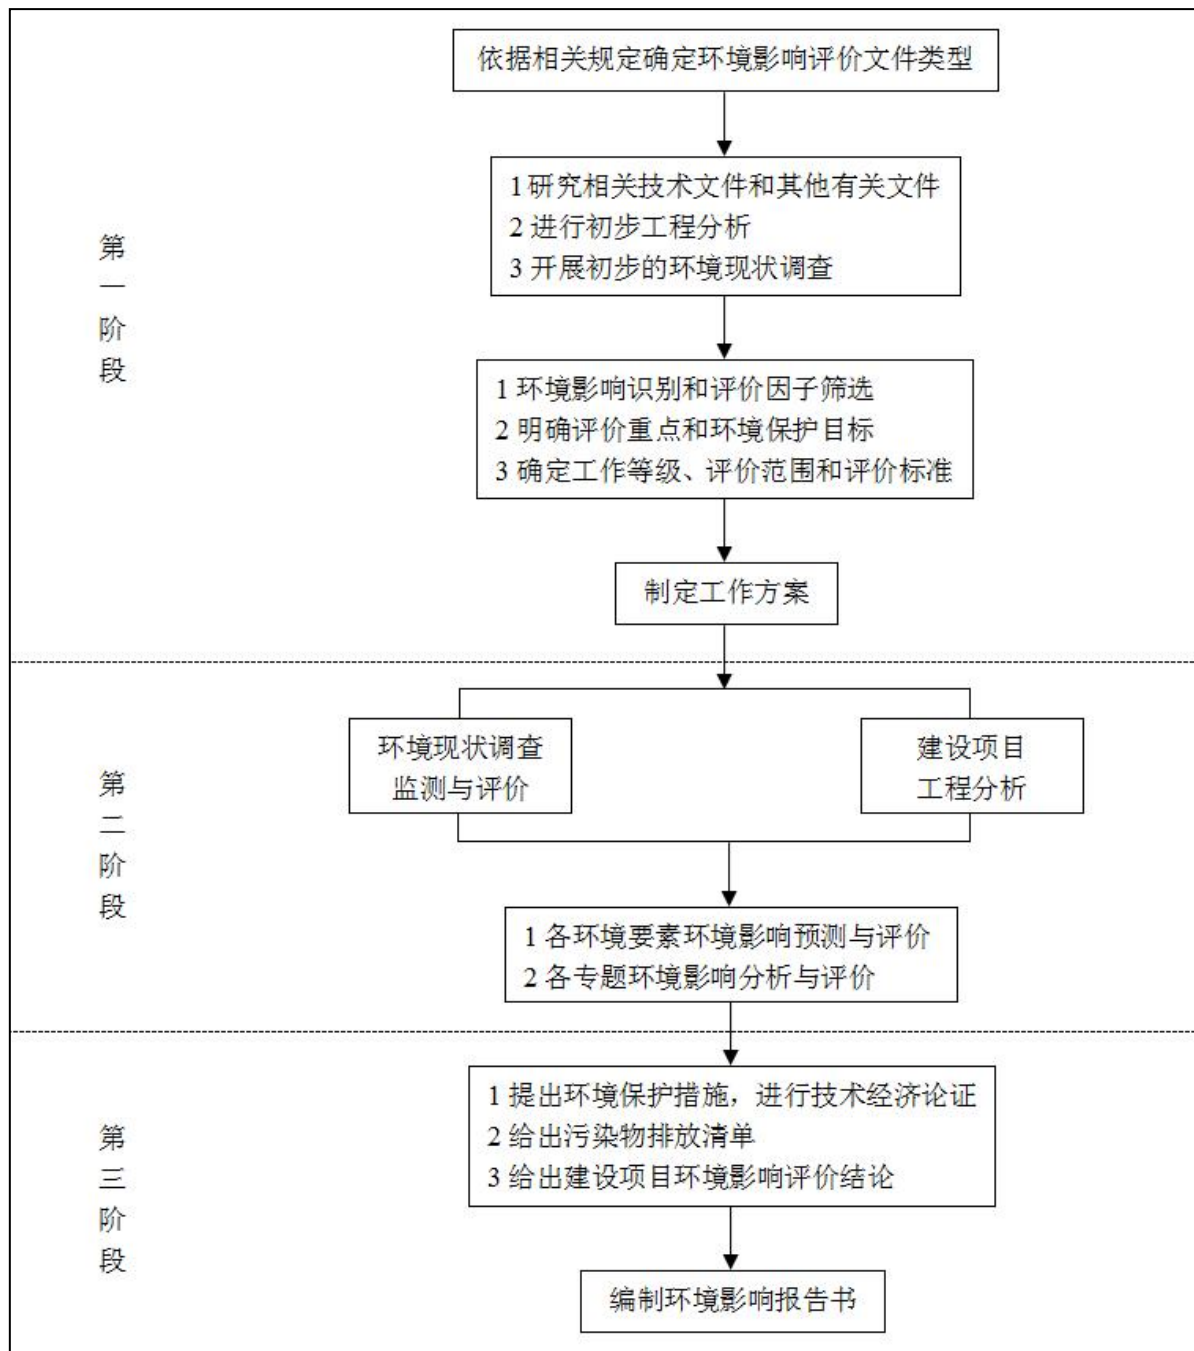 依据相关规定确定环境影响评价文件类型
1 研究相关技术文件和其他有关文件
2 进行初步工程分析
3 开展初步的环境现状调查
第一阶段
1 环境影响识别和评价因子筛选
2 明确评价重点和环境保护目标
3 确定工作等级、评价范围和评价标准
制定工作方案
环境现状调查
监测与评价
建设项目
工程分析
第二阶段
1 各环境要素环境影响预测与评价
2 各专题环境影响分析与评价
1 提出环境保护措施，进行技术经济论证
2 给出污染物排放清单
3 给出建设项目环境影响评价结论
第三阶段
编制环境影响报告书